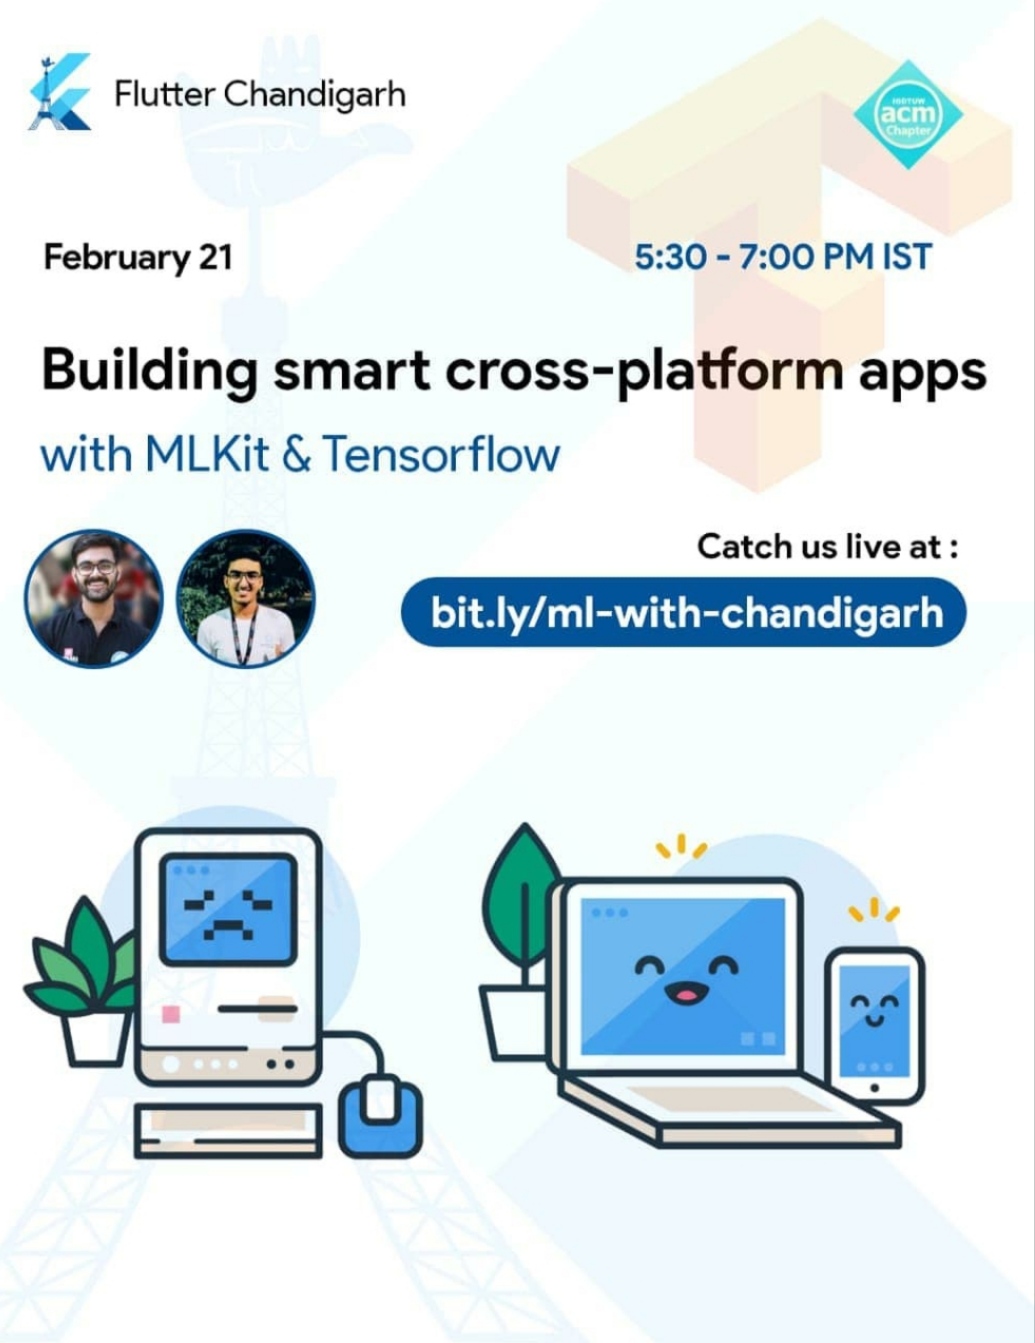 Flutter Chandigarh
IGDTUW
acm
Chapter
February 21
5:30 - 7:00 PM IST
Building smart cross-platform apps
with MLKit & Tensorflow
Catch us live at :
bit.ly/ml-with-chandigarh